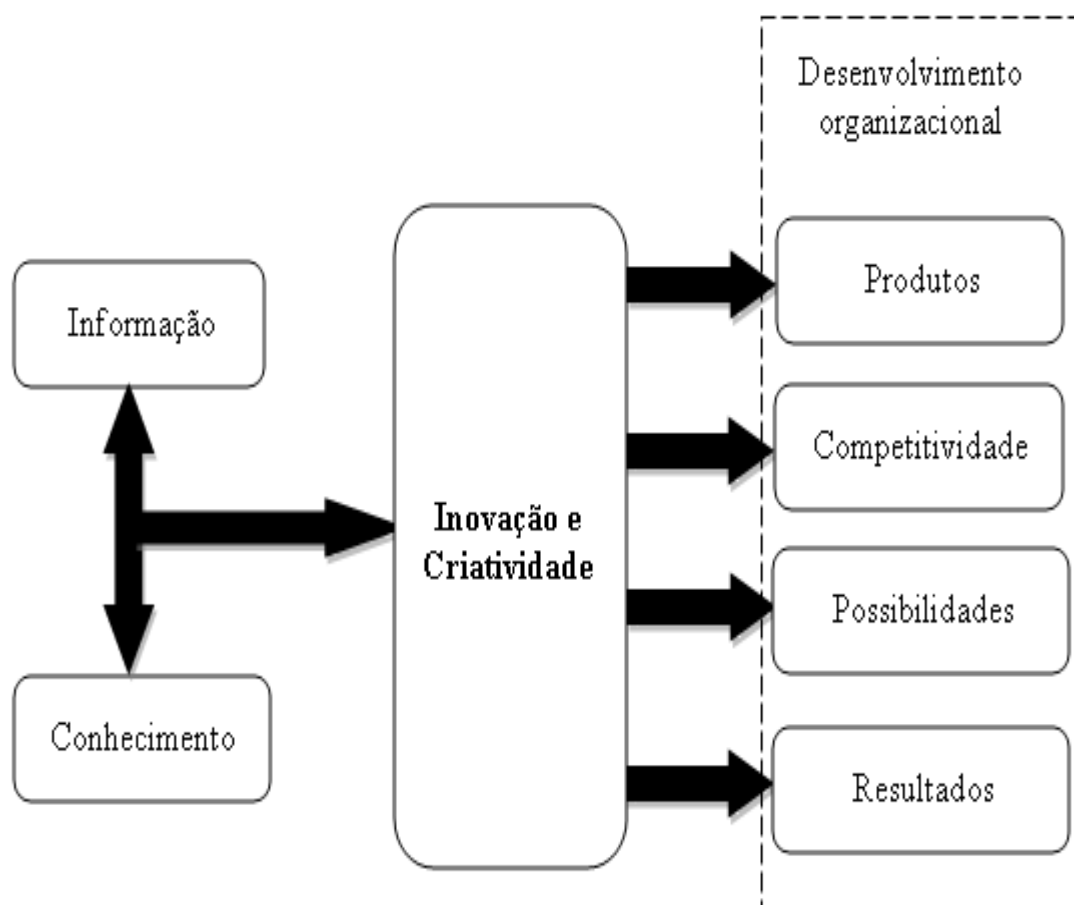 Desenvolvimento
organizacional
Produtos
Informação
Competitividade
Inovação e
Criatividade
Possibilidades
Conhecimento
Resultados